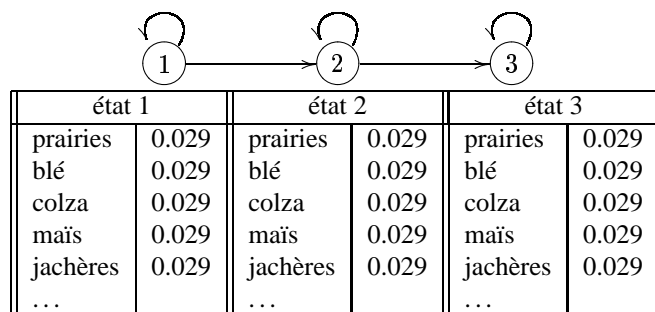 1 2 3
état 1 état 2 état 3
prairies 0.029 prairies 0.029 prairies 0.029
blé 0.029 blé 0.029 blé 0.029
colza 0.029 colza 0.029 colza 0.029
maïs 0.029 maïs 0.029 maïs 0.029
jachères 0.029 jachères 0.029 jachères 0.029
... ... ...